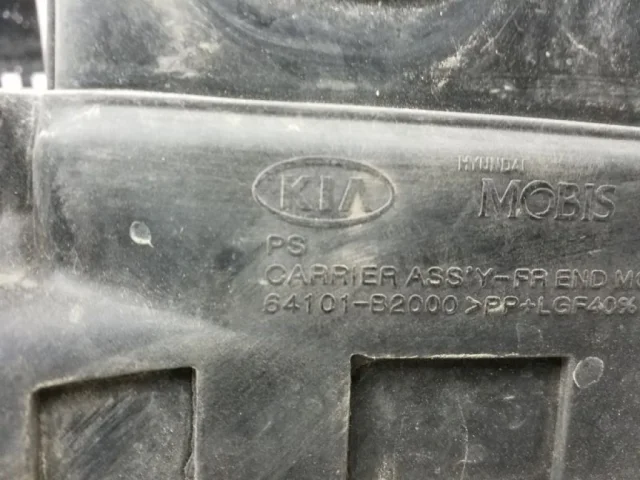 KIA
HYUNDAI
MOBIS
PS
CARRIER ASS'Y-FR END
64101-B2000 >PP+LGF40%